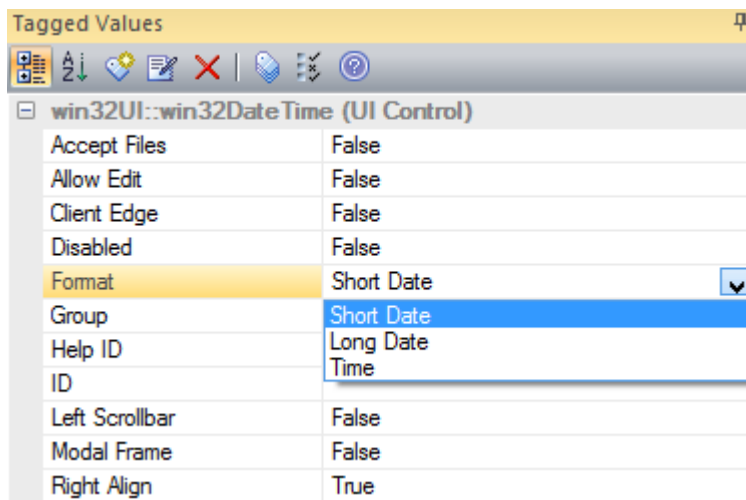 Tagged Values
win32UI::win32DateTime (UI Control)
Accept Files False
Allow Edit False
Client Edge False
Disabled False
Format Short Date
Group Short Date
Long Date
Help ID
Time
ID
Left Scrollbar False
Modal Frame False
Right Align True